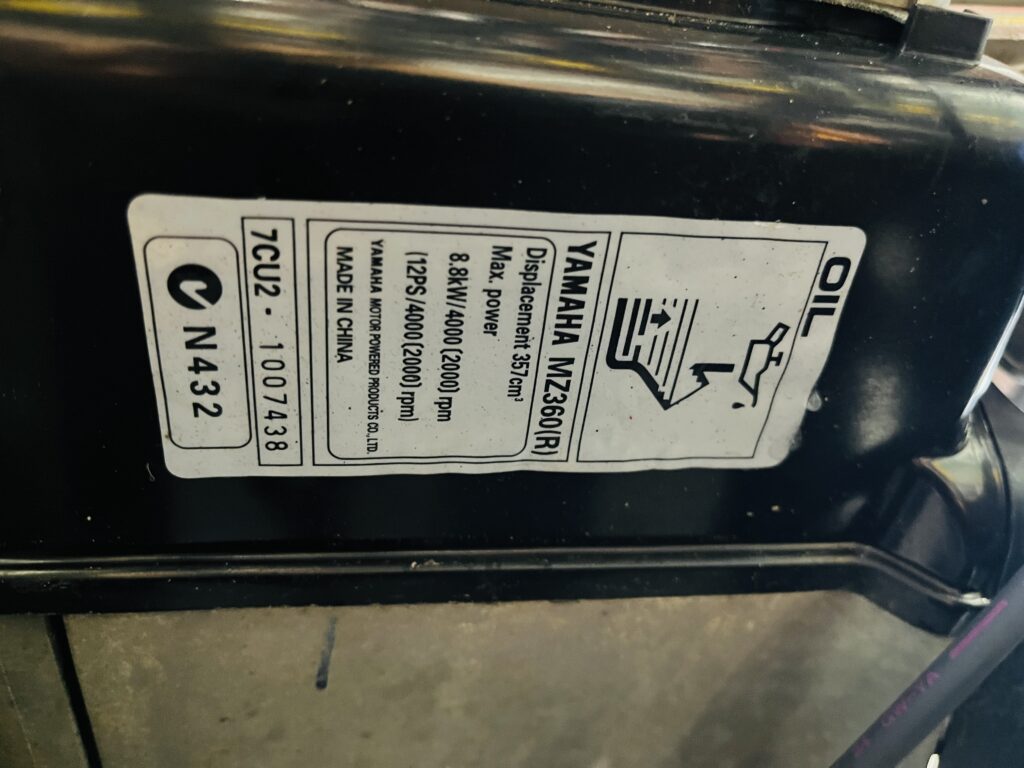 OIL
YAMAHA MZ360(R)
Displacement 357cm³
Max. power
8.8kW/4000 (2000) rpm
(12PS/4000 (2000) rpm)
YAMAHA MOTOR POWERED PRODUCTS CO., LTD.
MADE IN CHINA
7CU2 - 1007438
N432